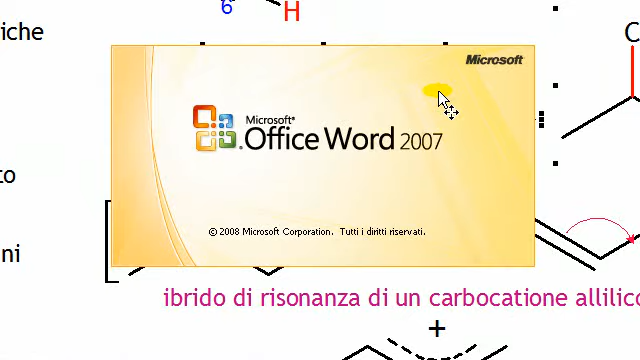 6
H
iche
C
Microsoft
Microsoft®
Office Word 2007
to
© 2008 Microsoft Corporation. Tutti i diritti riservati.
ni
ibrido di risonanza di un carbocatione allilico
+